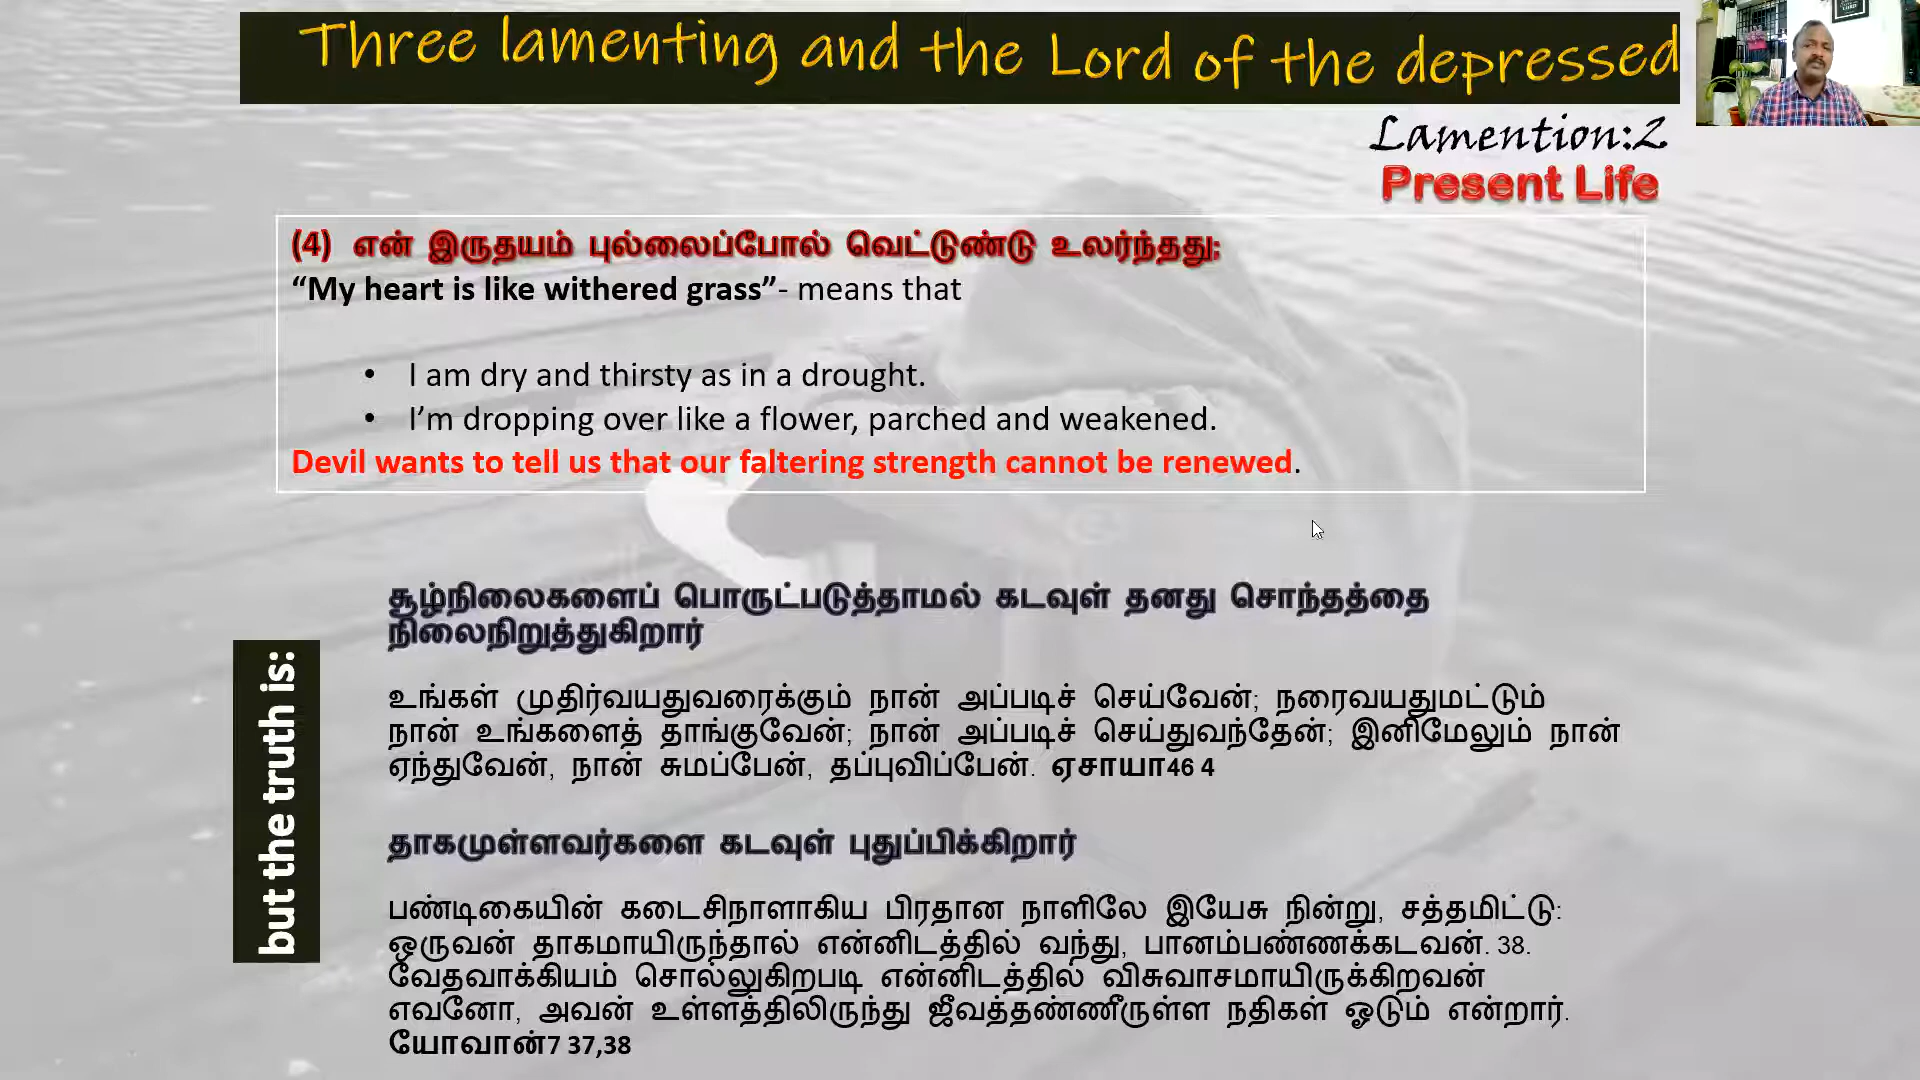 Three lamenting and the Lord of the depressed
Lamention:2
Present Life
(4) என் இருதயம் புல்லைப்போல் வெட்டுண்டு உலர்ந்தது;
“My heart is like withered grass”- means that
• I am dry and thirsty as in a drought.
• I’m dropping over like a flower, parched and weakened.
Devil wants to tell us that our faltering strength cannot be renewed.
but the truth is:
சூழ்நிலைகளைப் பொருட்படுத்தாமல் கடவுள் தனது சொந்தத்தை
நிலைநிறுத்துகிறார்
உங்கள் முதிர்வயதுவரைக்கும் நான் அப்படிச் செய்வேன்; நரைவயதுமட்டும்
நான் உங்களைத் தாங்குவேன்; நான் அப்படிச் செய்துவந்தேன்; இனிமேலும் நான்
ஏந்துவேன், நான் சுமப்பேன், தப்புவிப்பேன். ஏசாயா46 4
தாகமுள்ளவர்களை கடவுள் புதுப்பிக்கிறார்
பண்டிகையின் கடைசிநாளாகிய பிரதான நாளிலே இயேசு நின்று, சத்தமிட்டு:
ஒருவன் தாகமாயிருந்தால் என்னிடத்தில் வந்து, பானம்பண்ணக்கடவன். 38.
வேதவாக்கியம் சொல்லுகிறபடி என்னிடத்தில் விசுவாசமாயிருக்கிறவன்
எவனோ, அவன் உள்ளத்திலிருந்து ஜீவத்தண்ணீருள்ள நதிகள் ஓடும் என்றார்.
யோவான்7 37,38